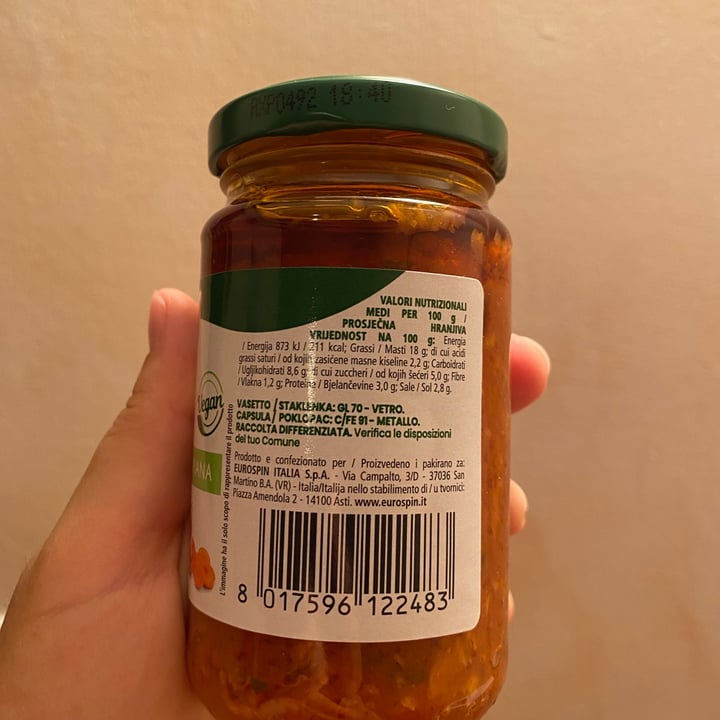 AXP0492 18:40
VALORI NUTRIZIONALI
MEDI PER 100 g /
PROSJEČNA HRANJIVA
VRIJEDNOST NA 100 g: Energia
/ Energija 873 kJ / 211 kcal; Grassi / Masti 18 g; di cui acidi
grassi saturi / od kojih zasićene masne kiseline 2,2 g; Carboidrati
/ Ugljikohidrati 8,6 g; di cui zuccheri / od kojih šećeri 5,0 g; Fibre
/ Vlakna 1,2 g; Proteine / Bjelančevine 3,0 g; Sale / Sol 2,8 g.
Vegan
VASETTO / STAKLENKA: GL 70 - VETRO.
CAPSULA / POKLOPAC: C/FE 91 - METALLO.
RACCOLTA DIFFERENZIATA. Verifica le disposizioni
del tuo Comune
ANA
L'immagine ha il solo scopo di rappresentare il prodotto
Prodotto e confezionato per / Proizvedeno i pakirano za:
EUROSPIN ITALIA S.p.A. - Via Campalto, 3/D - 37036 San
Martino B.A. (VR) - Italia/Italija nello stabilimento di / u tvornici:
Piazza Amendola 2 - 14100 Asti. www.eurospin.it
8 017596 122483